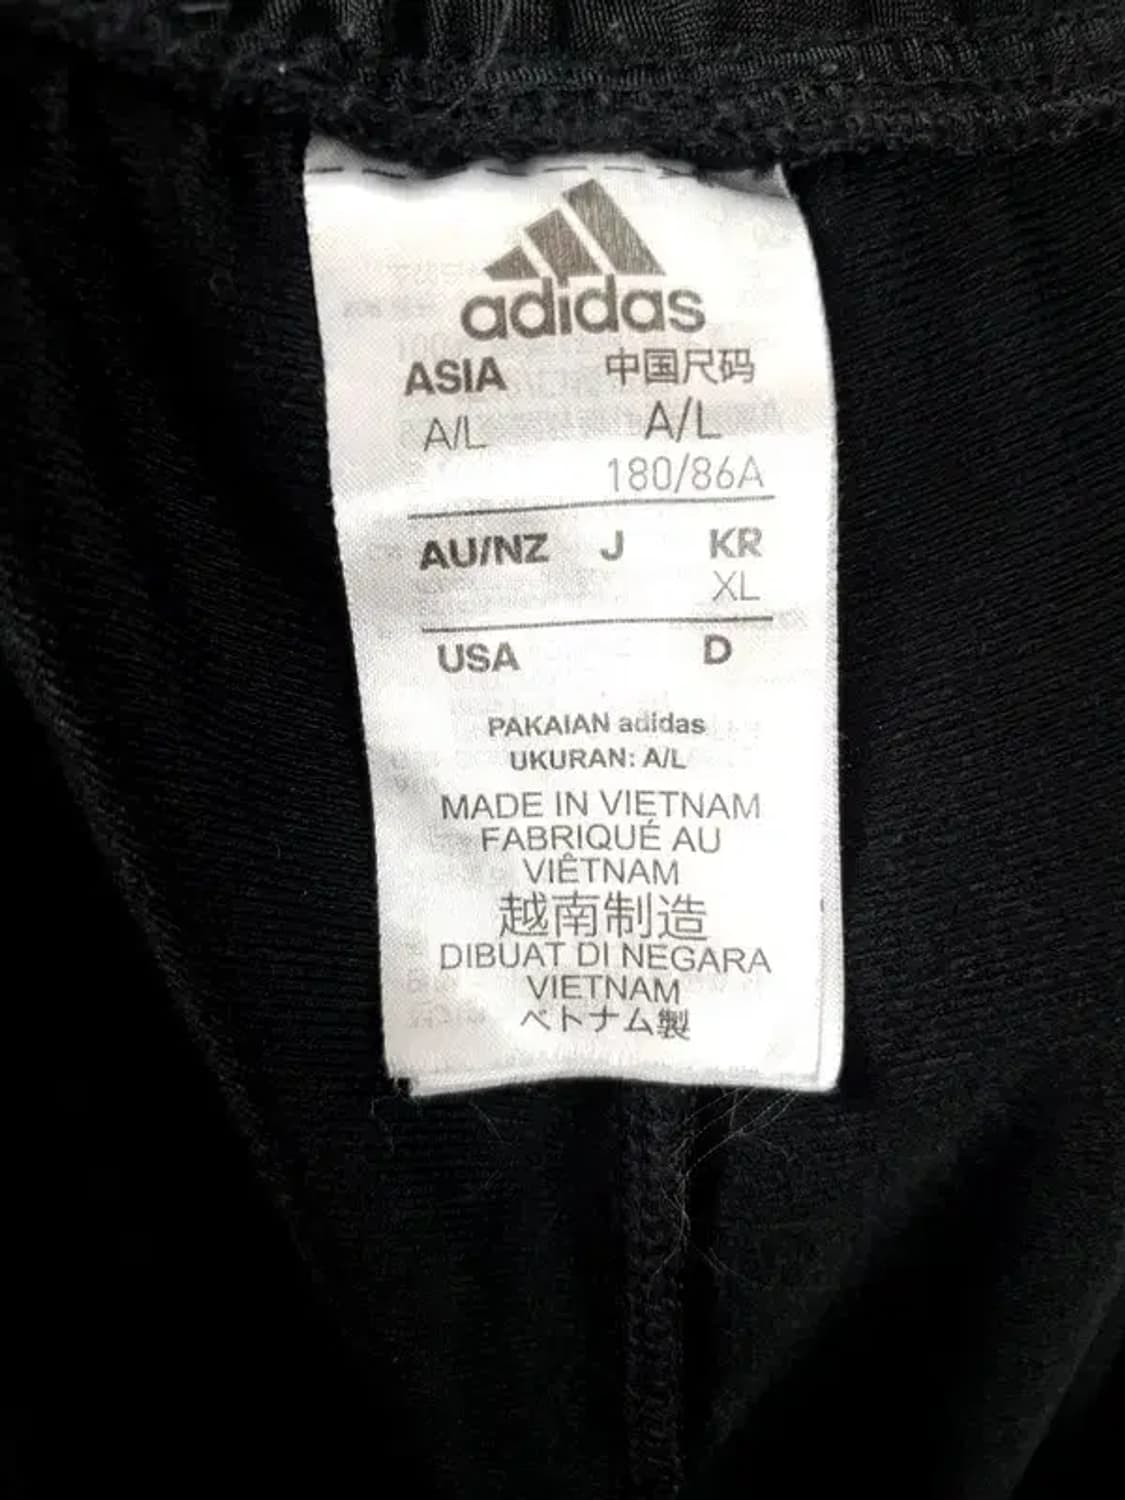 adidas
ASIA 中国尺码
A/L A/L
180/86A
AU/NZ J KR
XL
USA D
PAKAIAN adidas
UKURAN: A/L
MADE IN VIETNAM
FABRIQUÉ AU
VIÊTNAM
越南制造
DIBUAT DI NEGARA
VIETNAM
ベトナム製